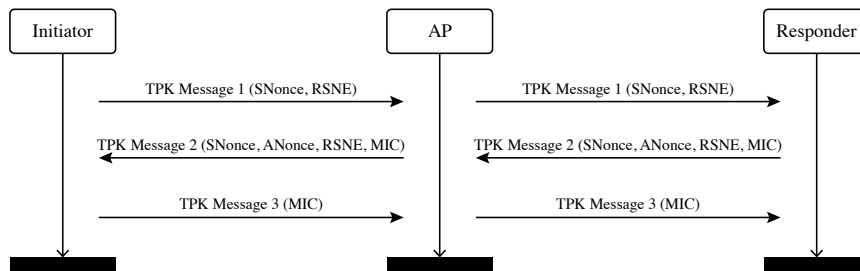 Initiator
AP
Responder
TPK Message 1 (SNonce, RSNE)
TPK Message 1 (SNonce, RSNE)
TPK Message 2 (SNonce, ANonce, RSNE, MIC)
TPK Message 2 (SNonce, ANonce, RSNE, MIC)
TPK Message 3 (MIC)
TPK Message 3 (MIC)